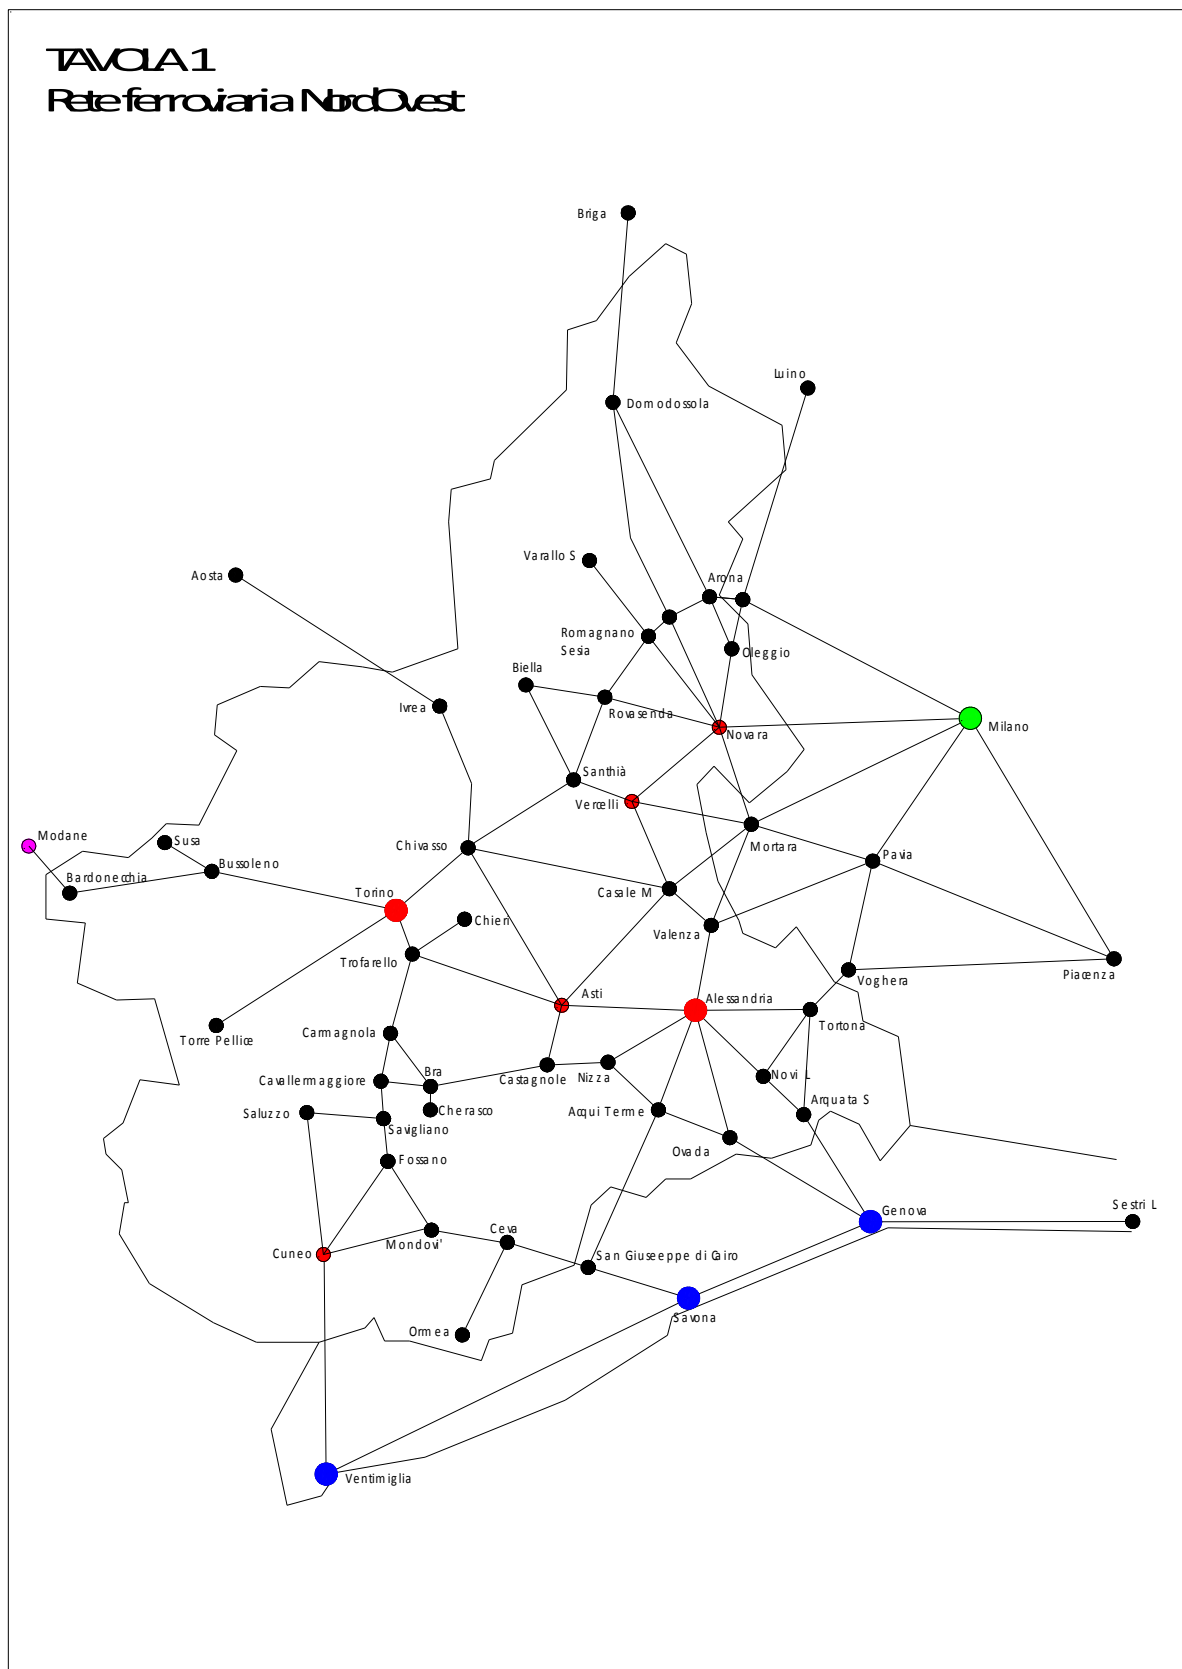 TAVOLA 1
Rete ferroviaria NordOvest
Briga
Luino
Domodossola
Varallo S
Arona
Aosta
Romagnano
Sesia
Oleggio
Biella
Ivrea
Rovasenda
Novara
Milano
Santhià
Vercelli
Modane
Susa
Chivasso
Mortara
Bussoleno
Pavia
Bardonecchia
Torino
Casale M
Chieri
Valenza
Trofarello
Voghera
Piacenza
Asti
Alessandria
Tortona
Torre Pellice
Carmagnola
Bra
Castagnole
Nizza
Novi L
Cavallermaggiore
Saluzzo
Cherasco
Acqui Terme
Arquata S
Savigliano
Ovada
Fossano
Genova
Sestri L
Ceva
Cuneo
Mondovi'
San Giuseeppe di Cairo
Ormea
Savona
Ventimiglia